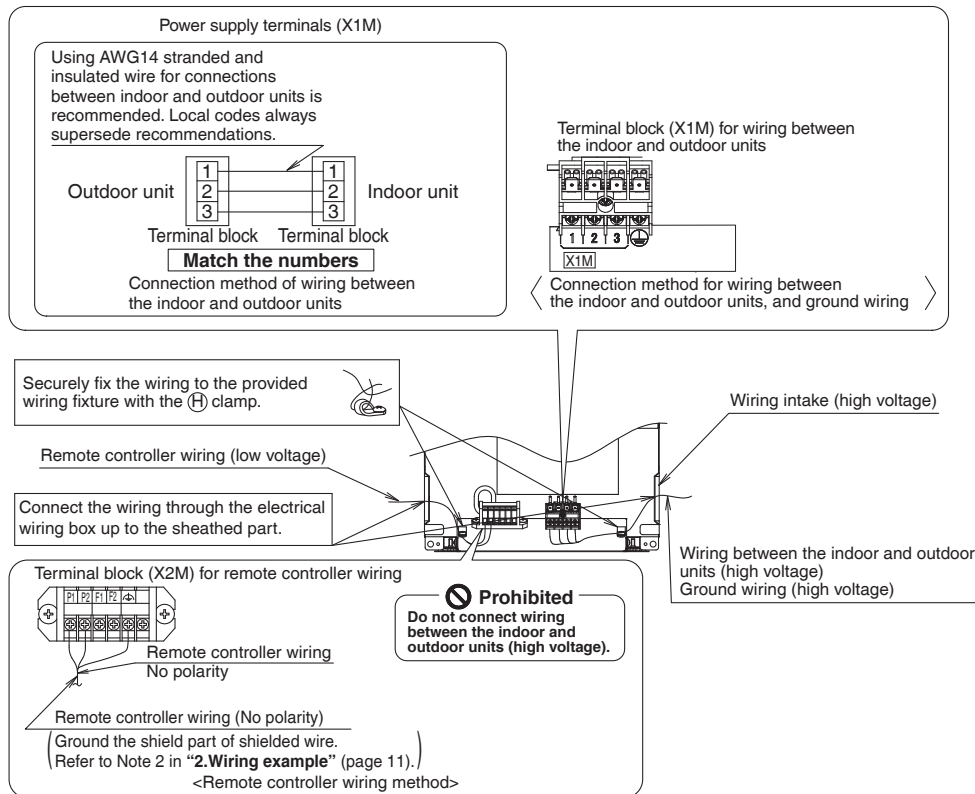 Power supply terminals (X1M)
Using AWG14 stranded and
insulated wire for connections
between indoor and outdoor units is
recommended. Local codes always
supersede recommendations.
1 1
Outdoor unit 2 2 Indoor unit
3 3
Terminal block Terminal block
Match the numbers
Connection method of wiring between
the indoor and outdoor units
Terminal block (X1M) for wiring between
the indoor and outdoor units
1 2 3
X1M
Connection method for wiring between
the indoor and outdoor units, and ground wiring
Securely fix the wiring to the provided
wiring fixture with the Ⓗ clamp.
Wiring intake (high voltage)
Remote controller wiring (low voltage)
Connect the wiring through the electrical
wiring box up to the sheathed part.
Wiring between the indoor and outdoor
units (high voltage)
Ground wiring (high voltage)
Terminal block (X2M) for remote controller wiring
P1 P2 F1 F2
Remote controller wiring
No polarity
Prohibited
Do not connect wiring
between the indoor and
outdoor units (high voltage).
Remote controller wiring (No polarity)
(Ground the shield part of shielded wire.
Refer to Note 2 in “2.Wiring example” (page 11).)
<Remote controller wiring method>